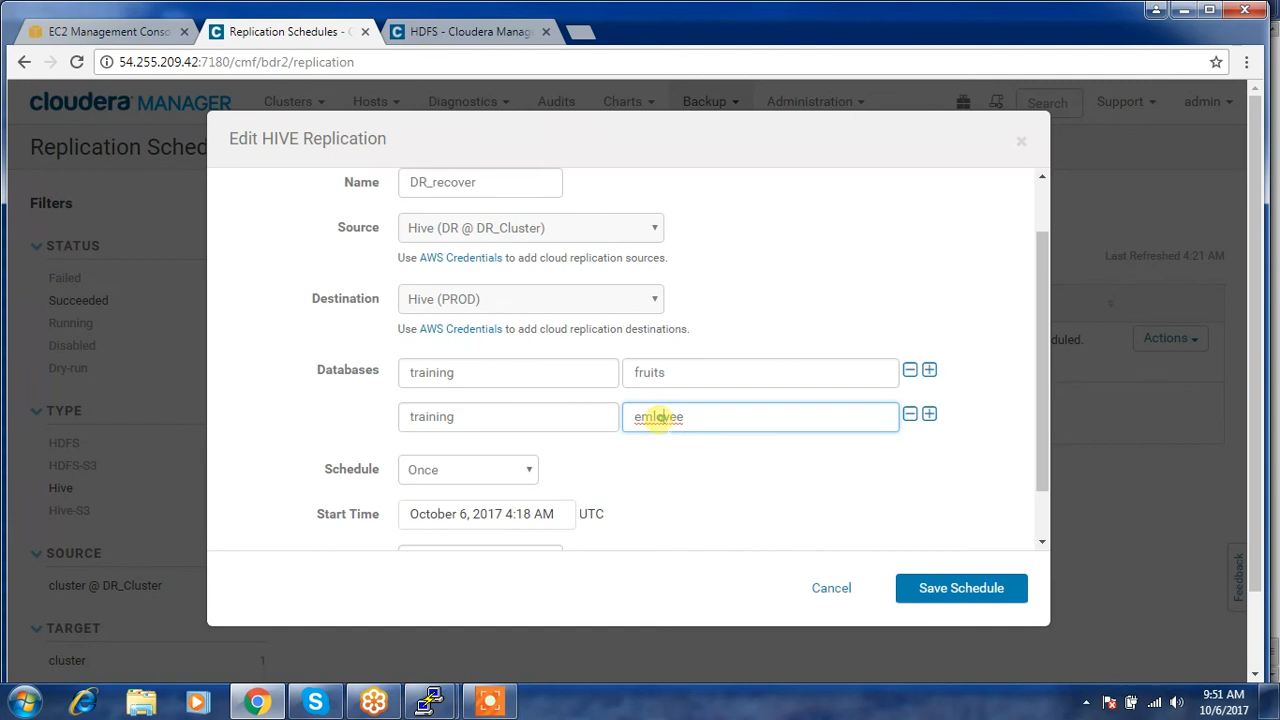 EC2 Management Conso
Replication Schedules - C
HDFS - Cloudera Manag
54.255.209.42:7180/cmf/bdr2/replication
cloudera MANAGER
Clusters
Hosts
Diagnostics
Audits
Charts
Backup
Administration
Search
Support
admin
Replication Sched
Edit HIVE Replication
Filters
Name
DR_recover
STATUS
Source
Hive (DR @ DR_Cluster)
Last Refreshed 4:21 AM
Use AWS Credentials to add cloud replication sources.
Failed
Succeeded
Destination
Hive (PROD)
Running
Use AWS Credentials to add cloud replication destinations.
duled.
Actions
Disabled
Dry-run
Databases
training
fruits
TYPE
training
HDFS
HDFS-S3
Schedule
Once
Hive
Hive-S3
Start Time
October 6, 2017 4:18 AM
UTC
SOURCE
cluster @ DR_Cluster
Cancel
Save Schedule
Feedback
TARGET
cluster
1
9:51 AM
10/6/2017